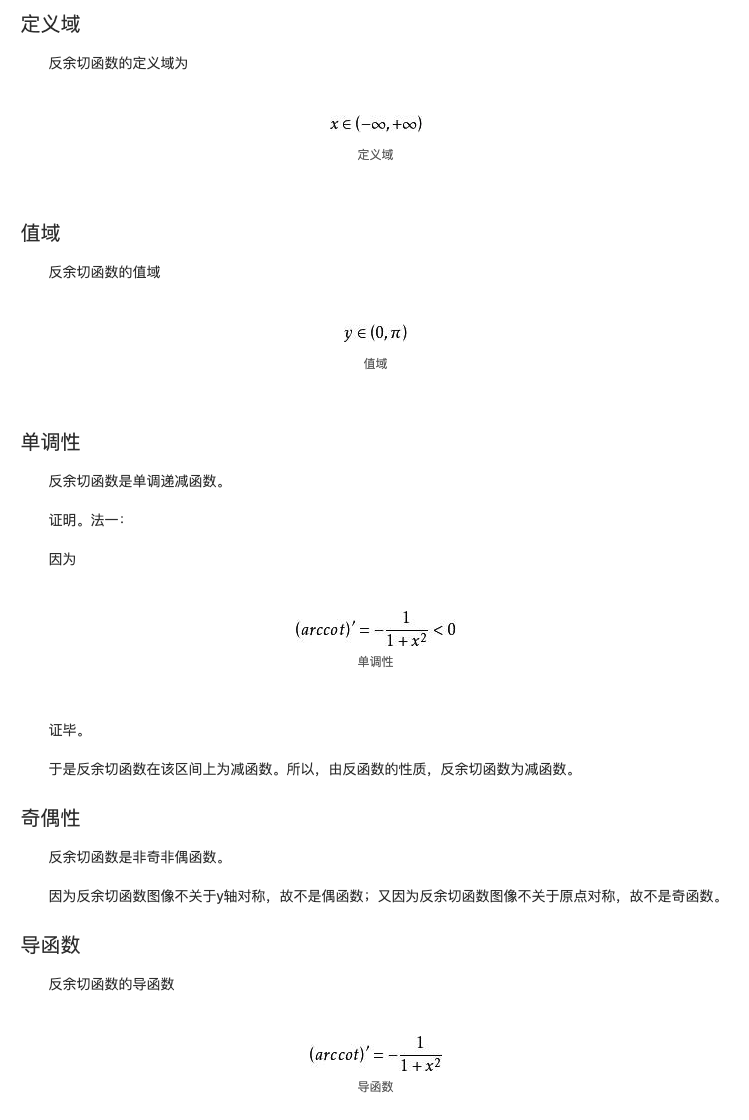 定义域
反余切函数的定义域为
x ∈ (−∞, +∞)
定义域
值域
反余切函数的值域
y ∈ (0, π)
值域
单调性
反余切函数是单调递减函数。
证明。法一：
因为
(arccot)′ = −1/(1 + x²) < 0
单调性
证毕。
于是反余切函数在该区间上为减函数。所以，由反函数的性质，反余切函数为减函数。
奇偶性
反余切函数是非奇非偶函数。
因为反余切函数图像不关于y轴对称，故不是偶函数；又因为反余切函数图像不关于原点对称，故不是奇函数。
导函数
反余切函数的导函数
(arccot)′ = −1/(1 + x²)
导函数